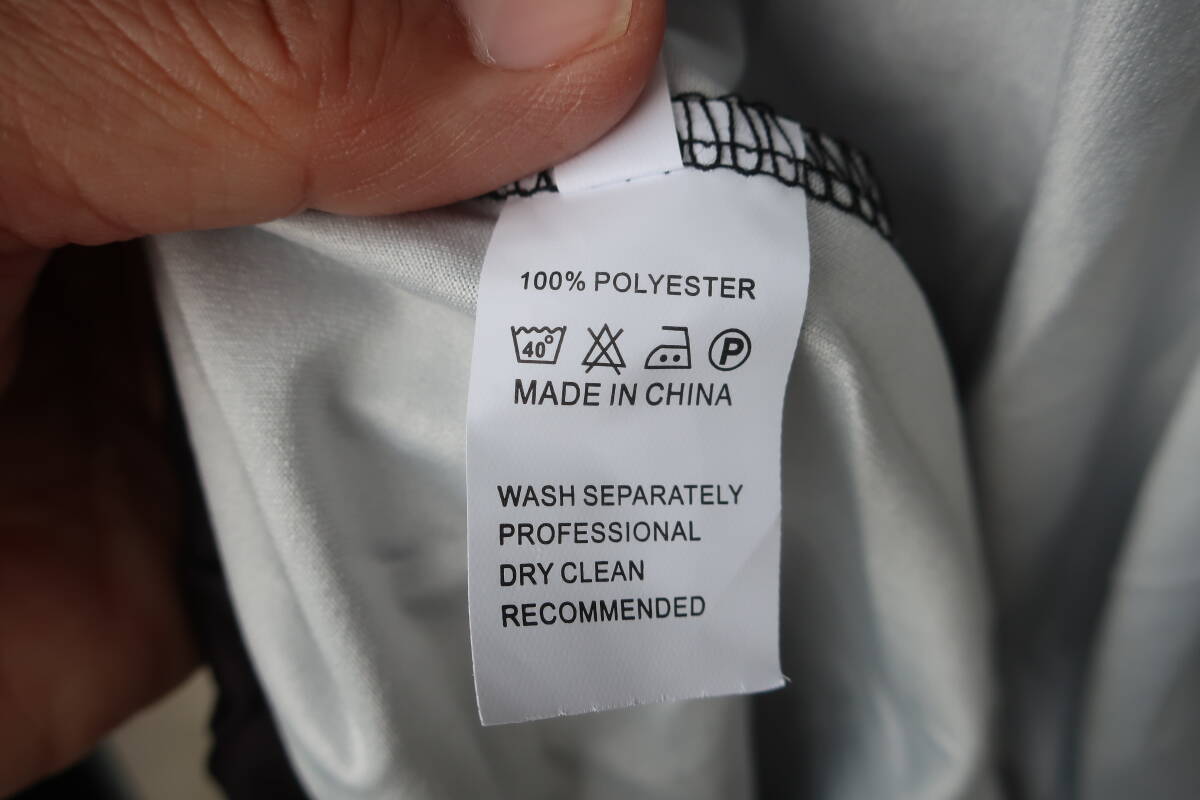 100% POLYESTER
40° P
MADE IN CHINA
WASH SEPARATELY
PROFESSIONAL
DRY CLEAN
RECOMMENDED